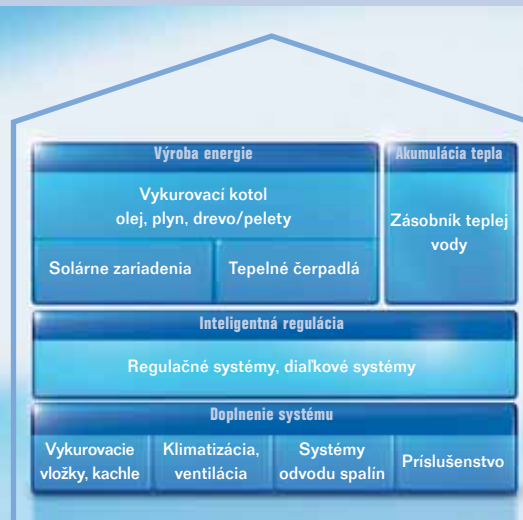 Výroba energie
Vykurovací kotol
olej, plyn, drevo/pelety
Solárne zariadenia
Tepelné čerpadlá
Akumulácia tepla
Zásobník teplej
vody
Inteligentná regulácia
Regulačné systémy, diaľkové systémy
Doplnenie systému
Vykurovacie
vložky, kachle
Klimatizácia,
ventilácia
Systémy
odvodu spalín
Príslušenstvo